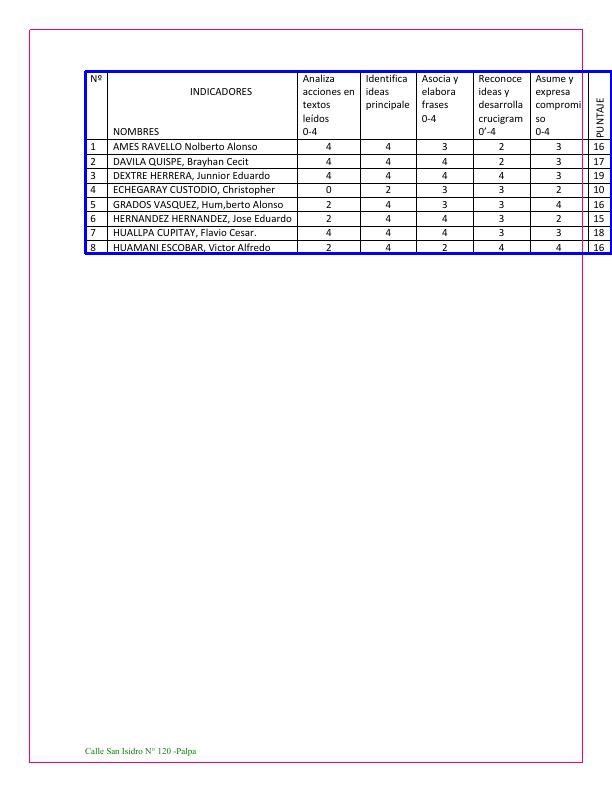 Nº INDICADORES NOMBRES Analiza acciones en textos leídos 0-4 Identifica ideas principale Asocia y elabora frases 0-4 Reconoce ideas y desarrolla crucigram 0'-4 Asume y expresa compromi so 0-4 PUNTAJE
1 AMES RAVELLO Nolberto Alonso 4 4 3 2 3 16
2 DAVILA QUISPE, Brayhan Cecit 4 4 4 2 3 17
3 DEXTRE HERRERA, Junnior Eduardo 4 4 4 4 3 19
4 ECHEGARAY CUSTODIO, Christopher 0 2 3 3 2 10
5 GRADOS VASQUEZ, Hum,berto Alonso 2 4 3 3 4 16
6 HERNANDEZ HERNANDEZ, Jose Eduardo 2 4 4 3 2 15
7 HUALLPA CUPITAY, Flavio Cesar. 4 4 4 3 3 18
8 HUAMANI ESCOBAR, Victor Alfredo 2 4 2 4 4 16
Calle San Isidro N° 120 -Palpa